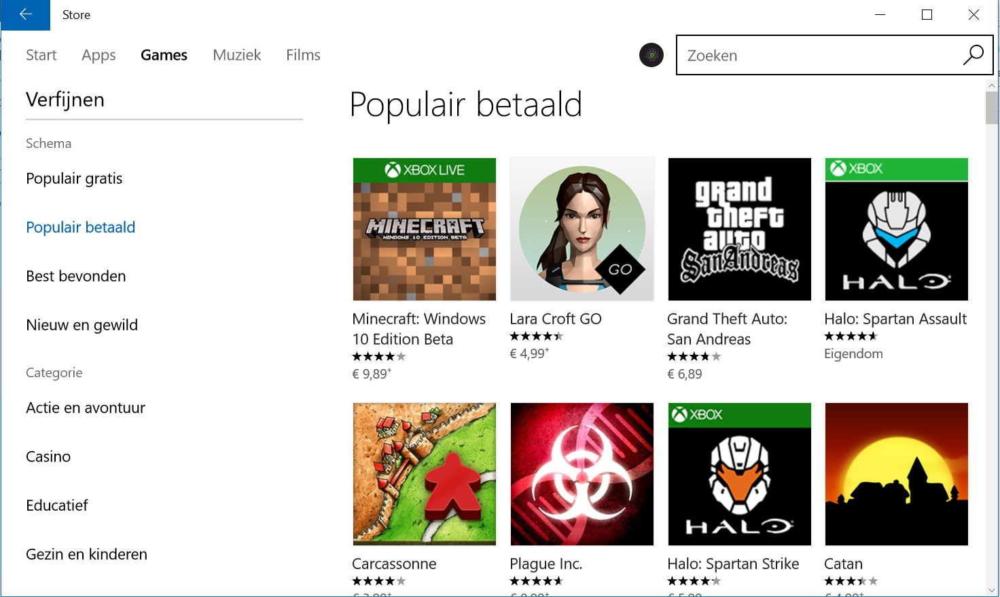 Store
Start Apps Games Muziek Films
Zoeken
Verfijnen
Schema
Populair gratis
Populair betaald
Best bevonden
Nieuw en gewild
Categorie
Actie en avontuur
Casino
Educatief
Gezin en kinderen
Populair betaald
XBOX LIVE
MINECRAFT
WINDOWS 10 EDITION BETA
GO
grand
theft
auto
San Andreas
XBOX
HALO
Minecraft: Windows
10 Edition Beta
€ 9,89+
Lara Croft GO
€ 4,99+
Grand Theft Auto:
San Andreas
€ 6,89
Halo: Spartan Assault
Eigendom
XBOX
HALO
Carcassonne
Plague Inc.
Halo: Spartan Strike
Catan